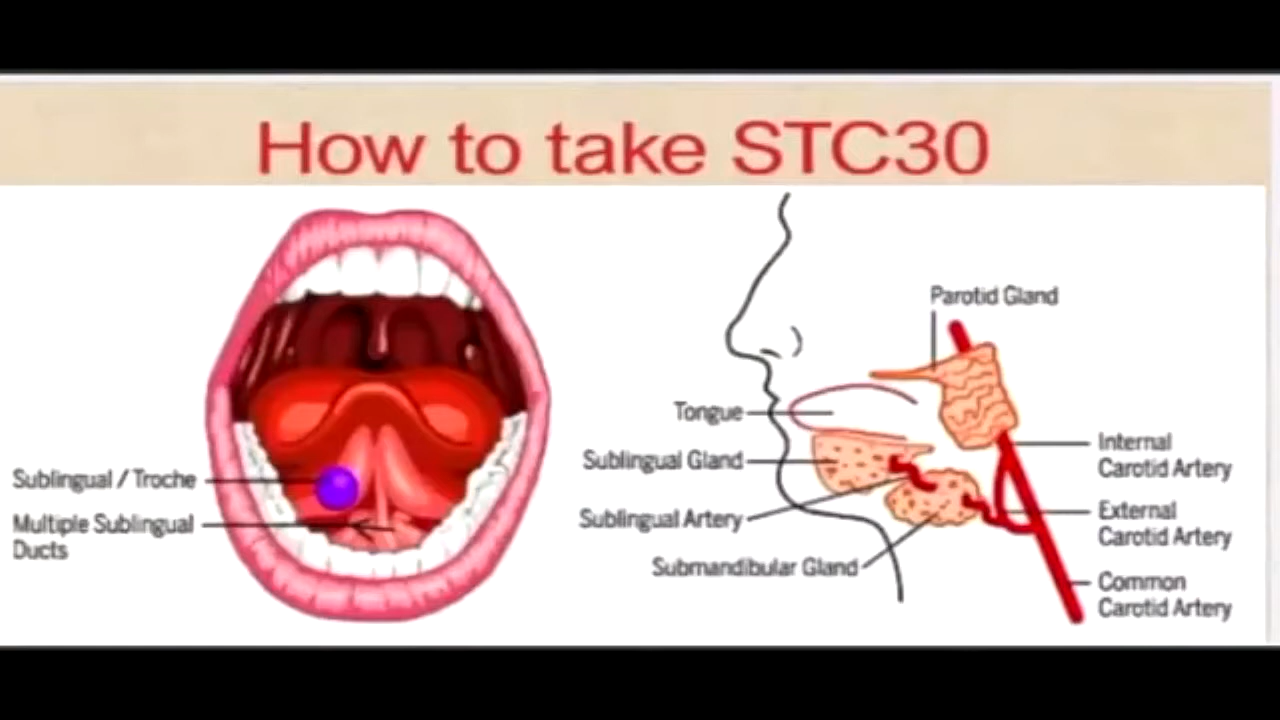 How to take STC30
Sublingual / Troche
Multiple Sublingual
Ducts
Parotid Gland
Tongue
Sublingual Gland
Sublingual Artery
Submandibular Gland
Internal
Carotid Artery
External
Carotid Artery
Common
Carotid Artery